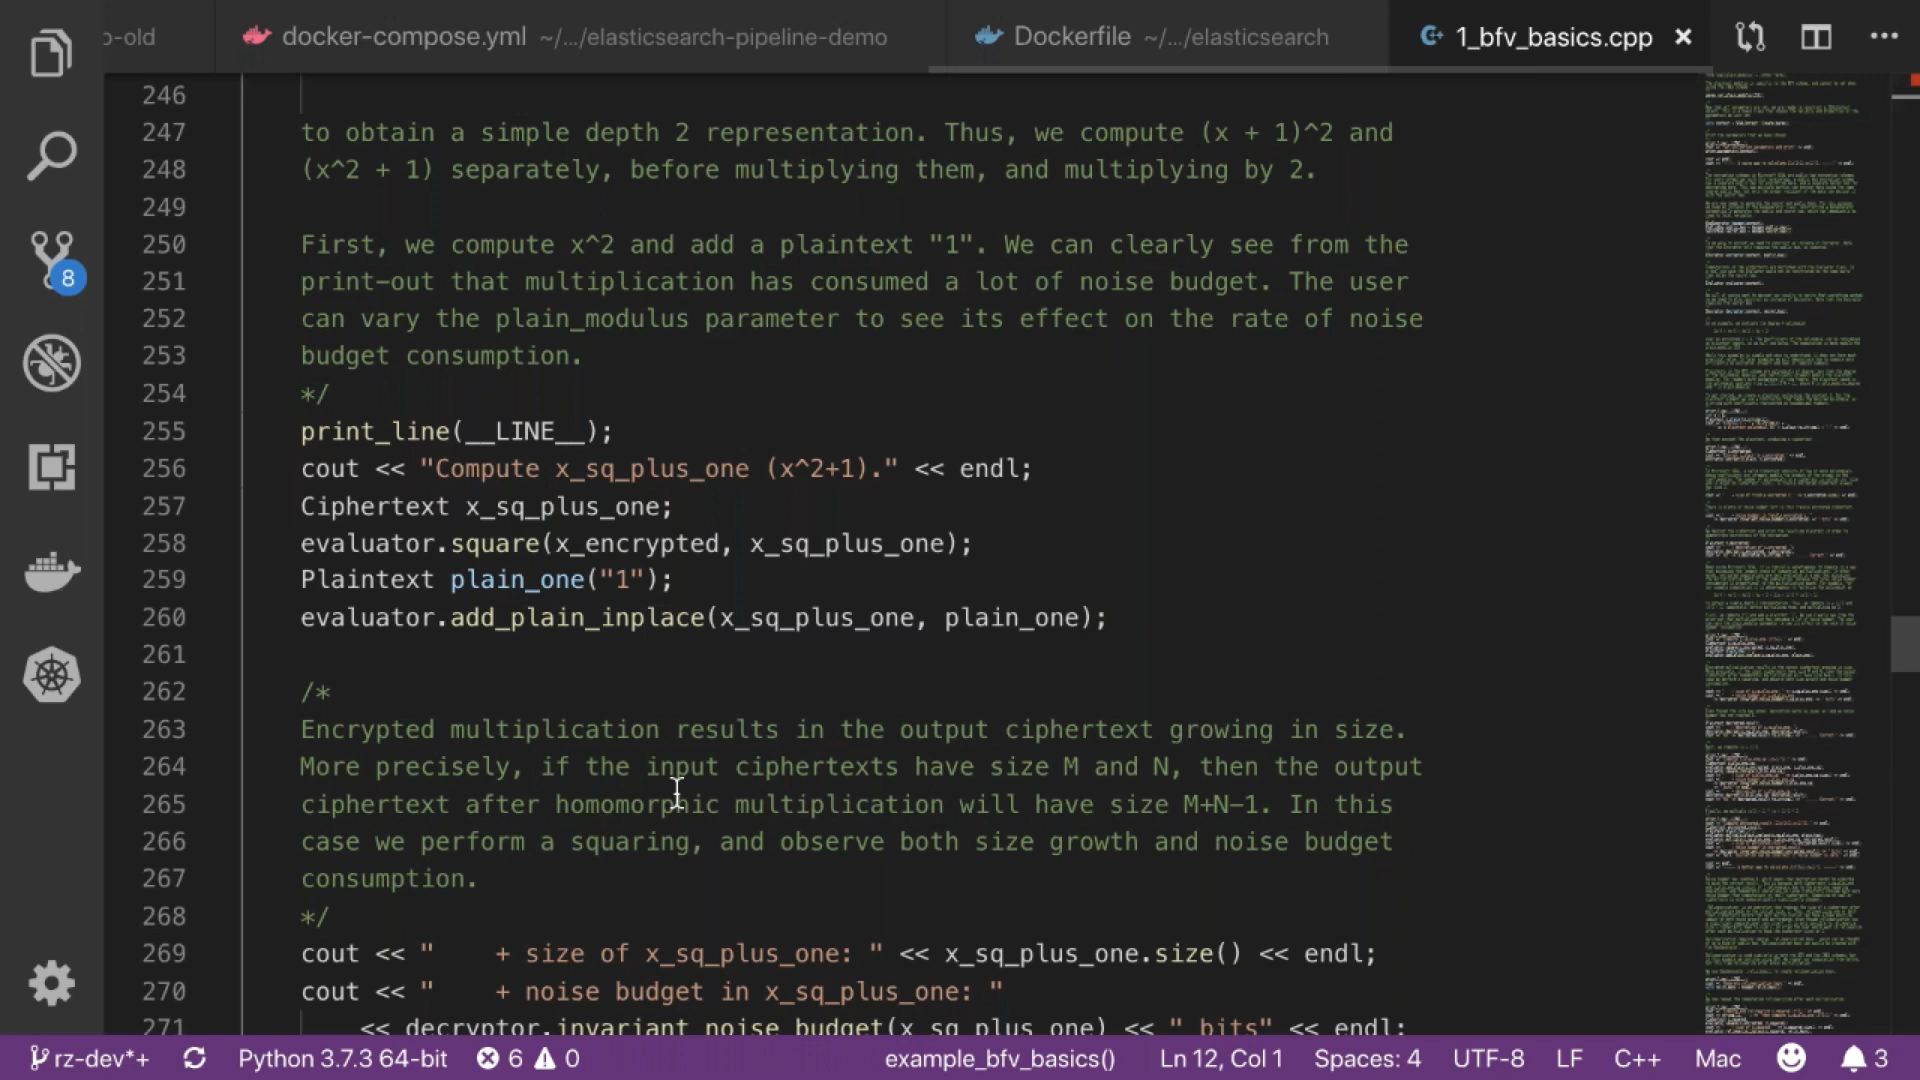 o-old
docker-compose.yml ~/.../elasticsearch-pipeline-demo
Dockerfile ~/.../elasticsearch
1_bfv_basics.cpp
246
247 to obtain a simple depth 2 representation. Thus, we compute (x + 1)^2 and
248 (x^2 + 1) separately, before multiplying them, and multiplying by 2.
249
250 First, we compute x^2 and add a plaintext "1". We can clearly see from the
251 print-out that multiplication has consumed a lot of noise budget. The user
252 can vary the plain_modulus parameter to see its effect on the rate of noise
253 budget consumption.
254 */
255 print_line(__LINE__);
256 cout << "Compute x_sq_plus_one (x^2+1)." << endl;
257 Ciphertext x_sq_plus_one;
258 evaluator.square(x_encrypted, x_sq_plus_one);
259 Plaintext plain_one("1");
260 evaluator.add_plain_inplace(x_sq_plus_one, plain_one);
261
262 /*
263 Encrypted multiplication results in the output ciphertext growing in size.
264 More precisely, if the input ciphertexts have size M and N, then the output
265 ciphertext after homomorphic multiplication will have size M+N-1. In this
266 case we perform a squaring, and observe both size growth and noise budget
267 consumption.
268 */
269 cout << "    + size of x_sq_plus_one: " << x_sq_plus_one.size() << endl;
270 cout << "    + noise budget in x_sq_plus_one: "
271 << decryptor.invariant_noise_budget(x_sq_plus_one) << " bits" << endl;
8
rz-dev*+ Python 3.7.3 64-bit 6 0 example_bfv_basics() Ln 12, Col 1 Spaces: 4 UTF-8 LF C++ Mac 3